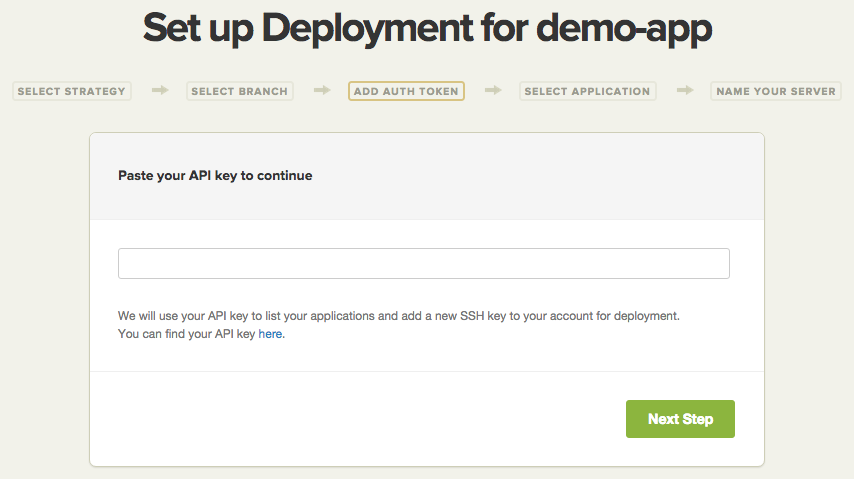 Set up Deployment for demo-app
SELECT STRATEGY
SELECT BRANCH
ADD AUTH TOKEN
SELECT APPLICATION
NAME YOUR SERVER
Paste your API key to continue
We will use your API key to list your applications and add a new SSH key to your account for deployment.
You can find your API key here.
Next Step